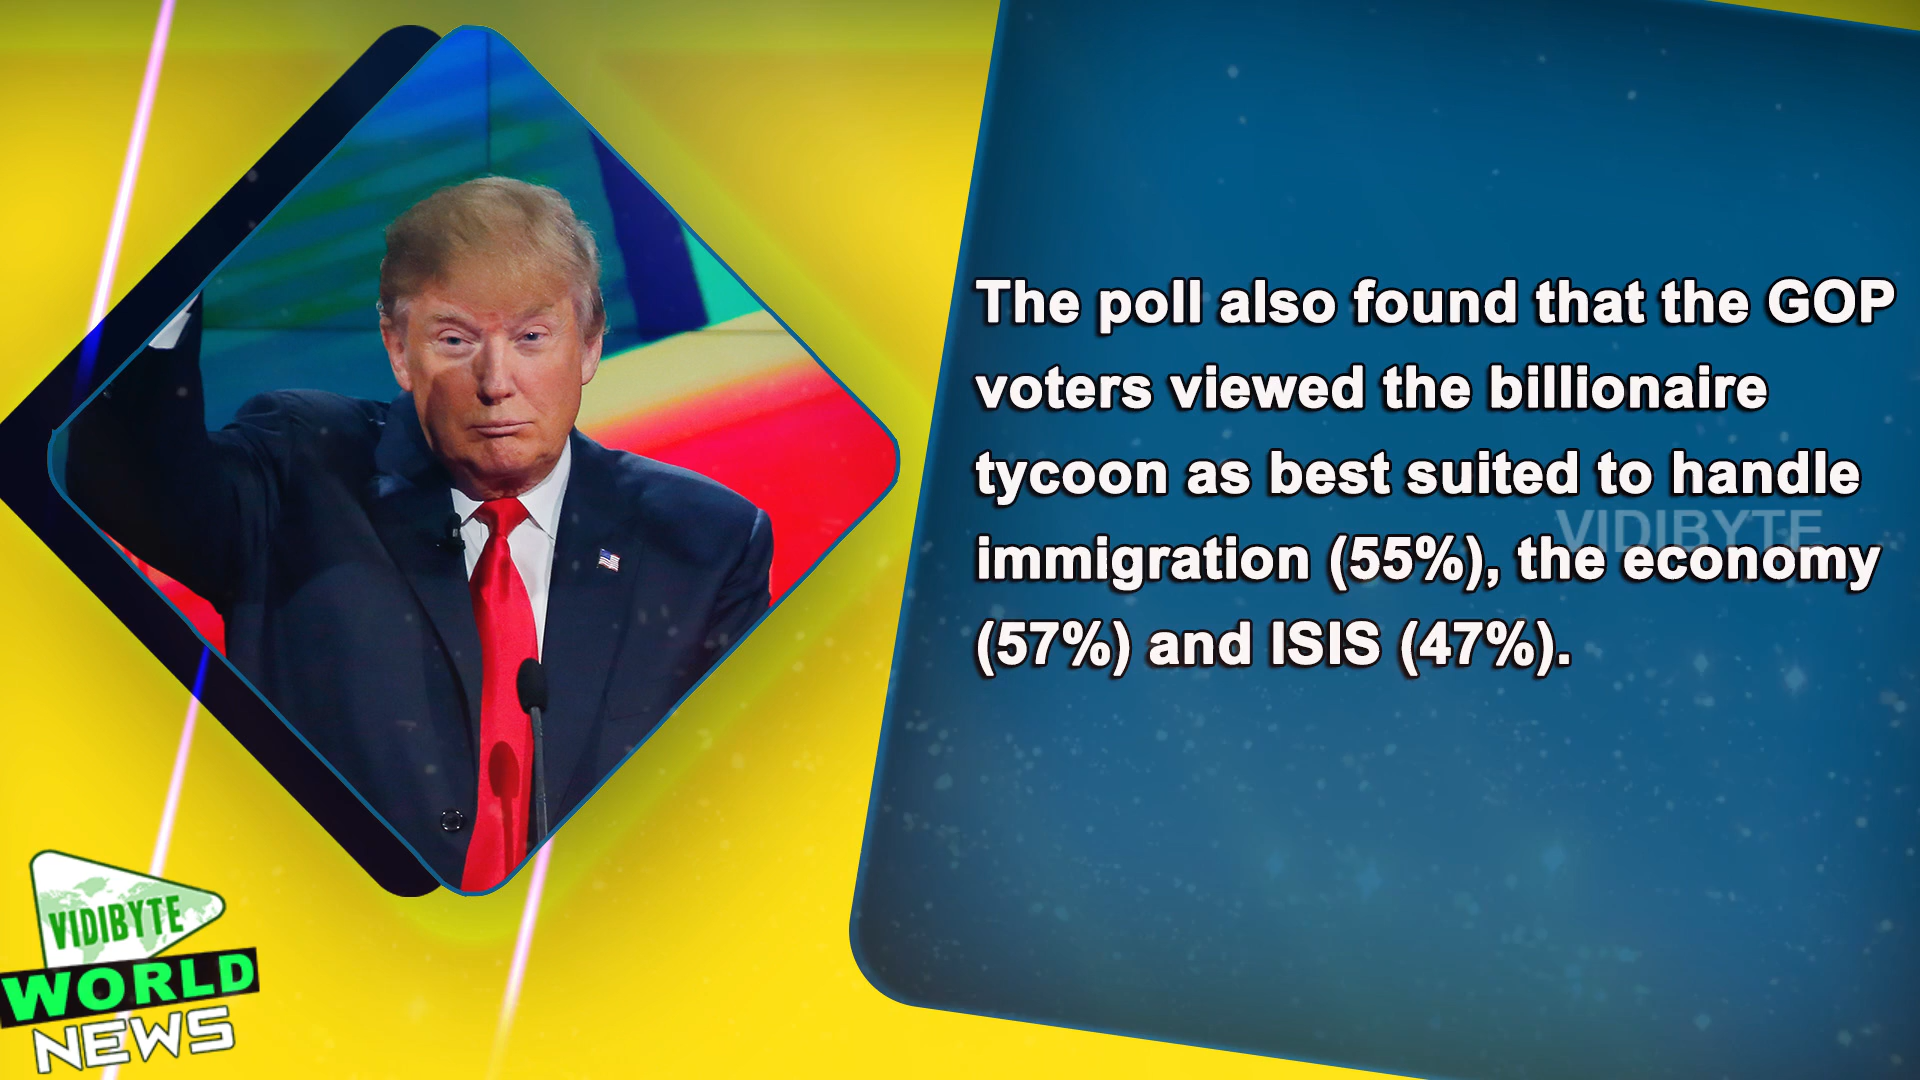 The poll also found that the GOP
voters viewed the billionaire
tycoon as best suited to handle
VIDIBYTE
immigration (55%), the economy
(57%) and ISIS (47%).
VIDIBYTE
WORLD
NEWS